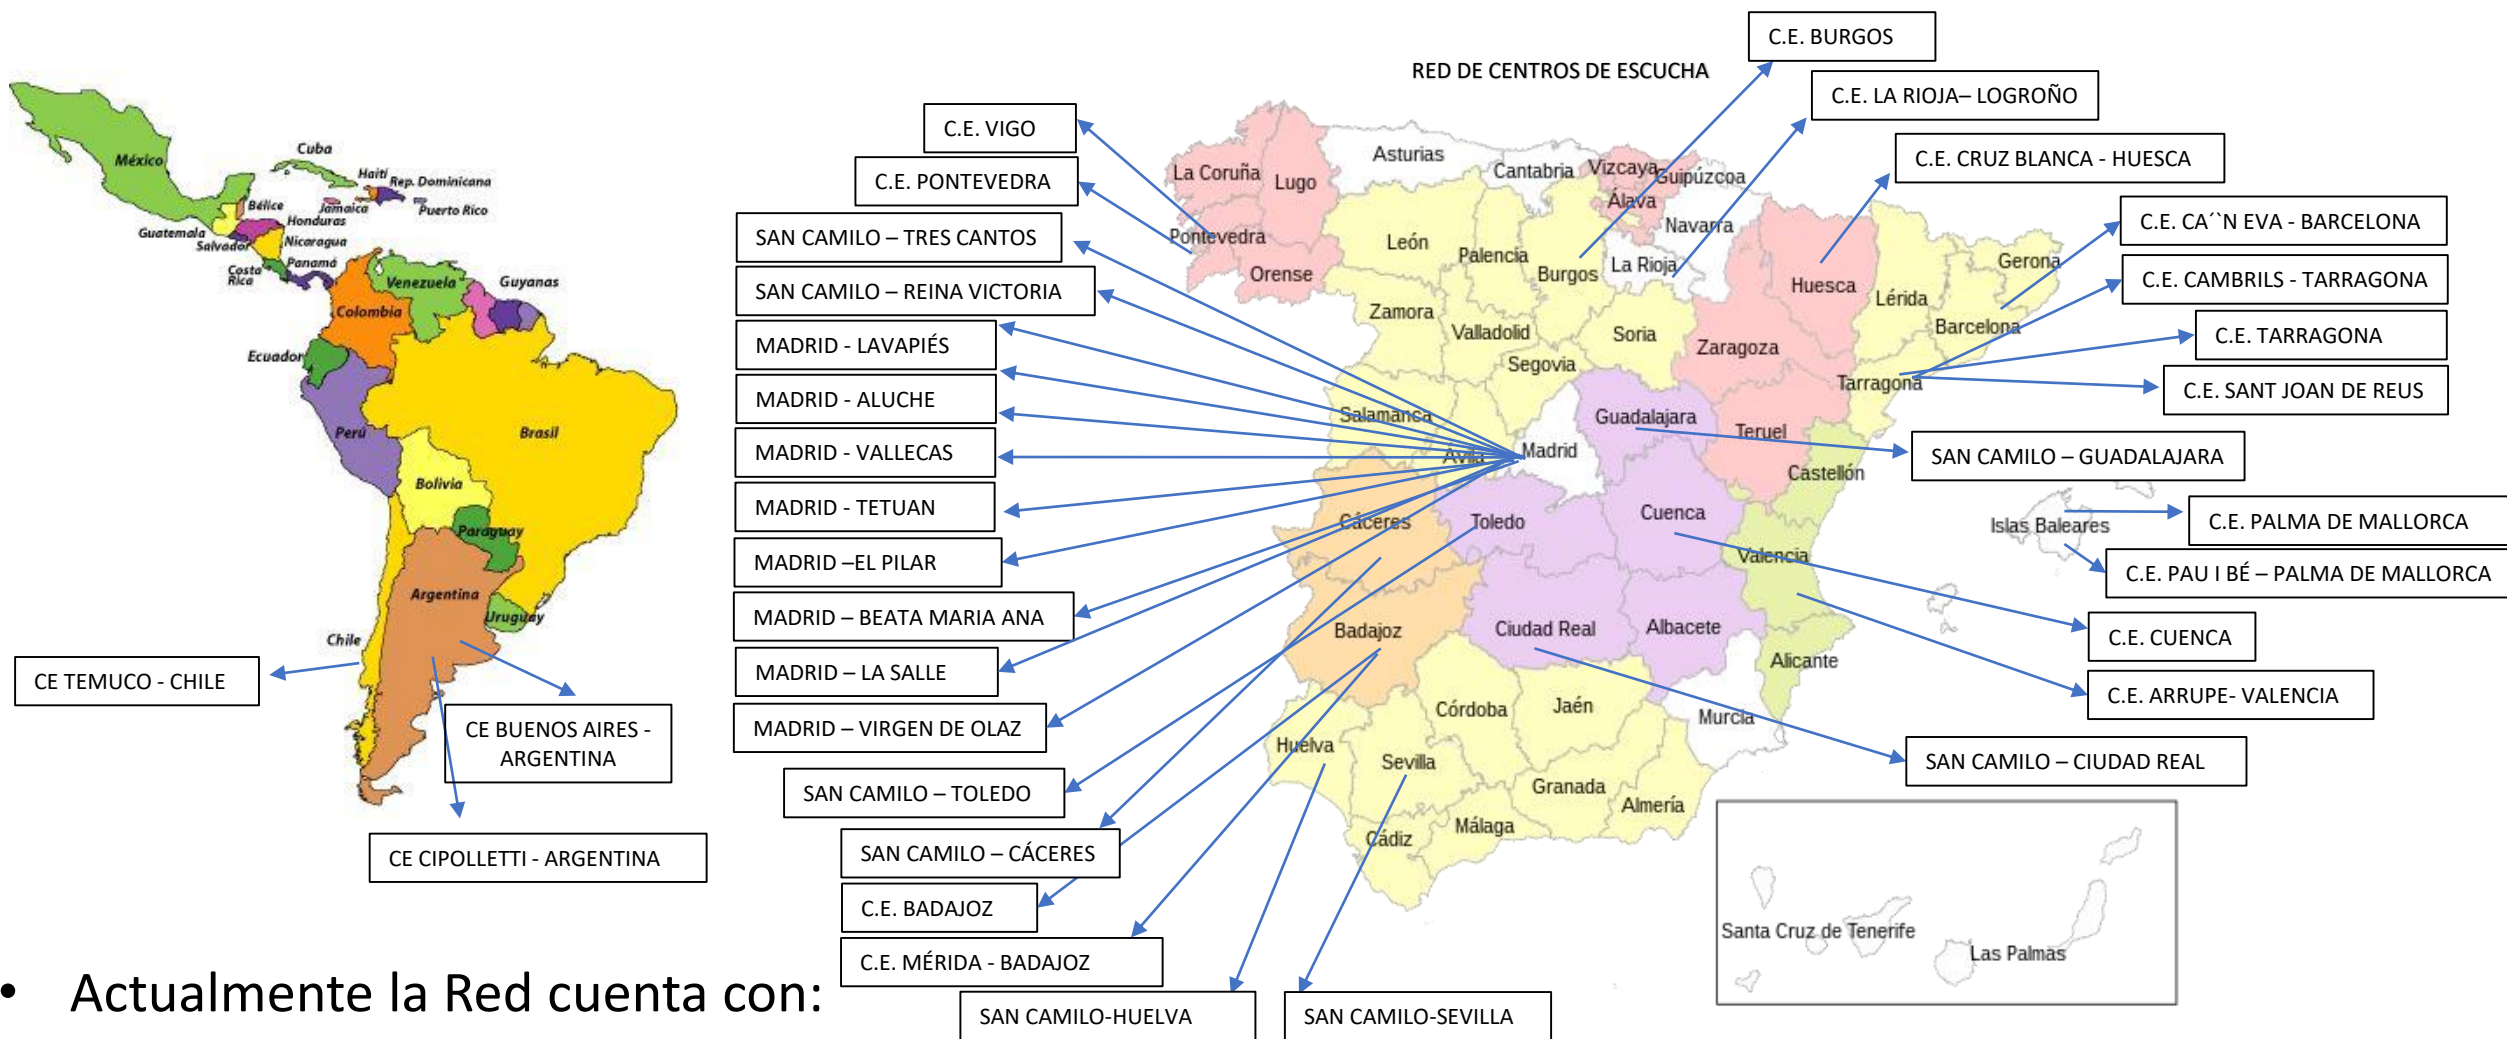 RED DE CENTROS DE ESCUCHA
México
Cuba
Haití
Rep. Dominicana
Jamaica
Puerto Rico
Bélice
Honduras
Guatemala
Salvador
Nicaragua
Costa
Rica
Panamá
Venezuela
Guyanas
Colombia
Ecuador
Perú
Brasil
Bolivia
Paraguay
Argentina
Uruguay
Chile
CE TEMUCO - CHILE
CE BUENOS AIRES -
ARGENTINA
CE CIPOLLETTI - ARGENTINA
C.E. VIGO
C.E. PONTEVEDRA
SAN CAMILO – TRES CANTOS
SAN CAMILO – REINA VICTORIA
MADRID - LAVAPIÉS
MADRID - ALUCHE
MADRID - VALLECAS
MADRID - TETUAN
MADRID –EL PILAR
MADRID – BEATA MARIA ANA
MADRID – LA SALLE
MADRID – VIRGEN DE OLAZ
SAN CAMILO – TOLEDO
SAN CAMILO – CÁCERES
C.E. BADAJOZ
C.E. MÉRIDA - BADAJOZ
SAN CAMILO-HUELVA
SAN CAMILO-SEVILLA
La Coruña
Lugo
Pontevedra
Orense
Asturias
Cantabria
Vizcaya
Guipúzcoa
Álava
Navarra
León
Palencia
Burgos
La Rioja
Zamora
Valladolid
Soria
Segovia
Salamanca
Ávila
Madrid
Guadalajara
Zaragoza
Huesca
Teruel
Lérida
Gerona
Barcelona
Tarragona
Castellón
Valencia
Alicante
Islas Baleares
Cáceres
Toledo
Cuenca
Badajoz
Ciudad Real
Albacete
Murcia
Huelva
Sevilla
Córdoba
Jaén
Granada
Almería
Málaga
Cádiz
Santa Cruz de Tenerife
Las Palmas
C.E. BURGOS
C.E. LA RIOJA– LOGROÑO
C.E. CRUZ BLANCA - HUESCA
C.E. CA´`N EVA - BARCELONA
C.E. CAMBRILS - TARRAGONA
C.E. TARRAGONA
C.E. SANT JOAN DE REUS
SAN CAMILO – GUADALAJARA
C.E. PALMA DE MALLORCA
C.E. PAU I BÉ – PALMA DE MALLORCA
C.E. CUENCA
C.E. ARRUPE- VALENCIA
SAN CAMILO – CIUDAD REAL
• Actualmente la Red cuenta con: